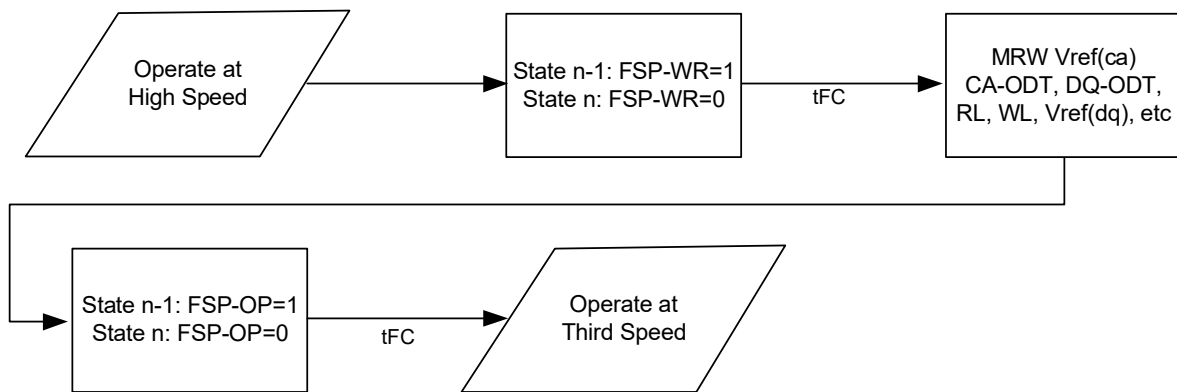 Operate at
High Speed
State n-1: FSP-WR=1
State n: FSP-WR=0
tFC
MRW Vref(ca)
CA-ODT, DQ-ODT,
RL, WL, Vref(dq), etc
State n-1: FSP-OP=1
State n: FSP-OP=0
tFC
Operate at
Third Speed